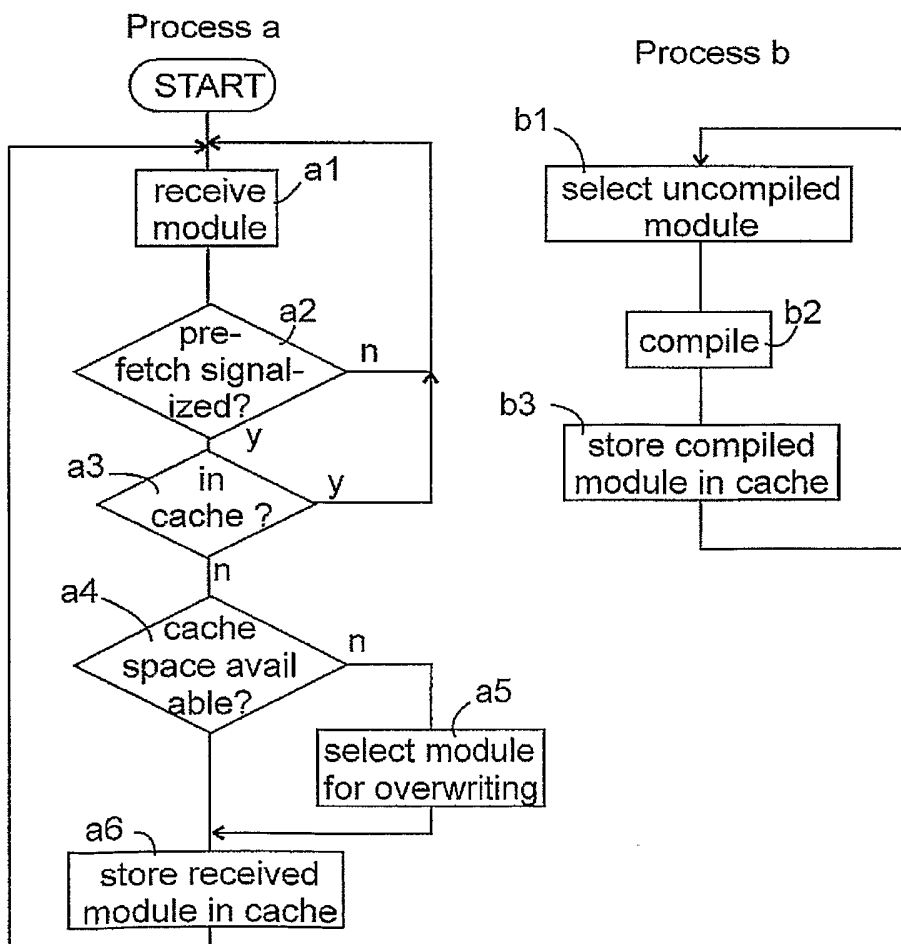 Process a
START
a1
receive
module
a2
pre-
fetch signal-
ized?
n
y
a3
in
cache ?
y
n
a4
cache
space avail
able?
n
a5
select module
for overwriting
a6
store received
module in cache
Process b
b1
select uncompiled
module
b2
compile
b3
store compiled
module in cache